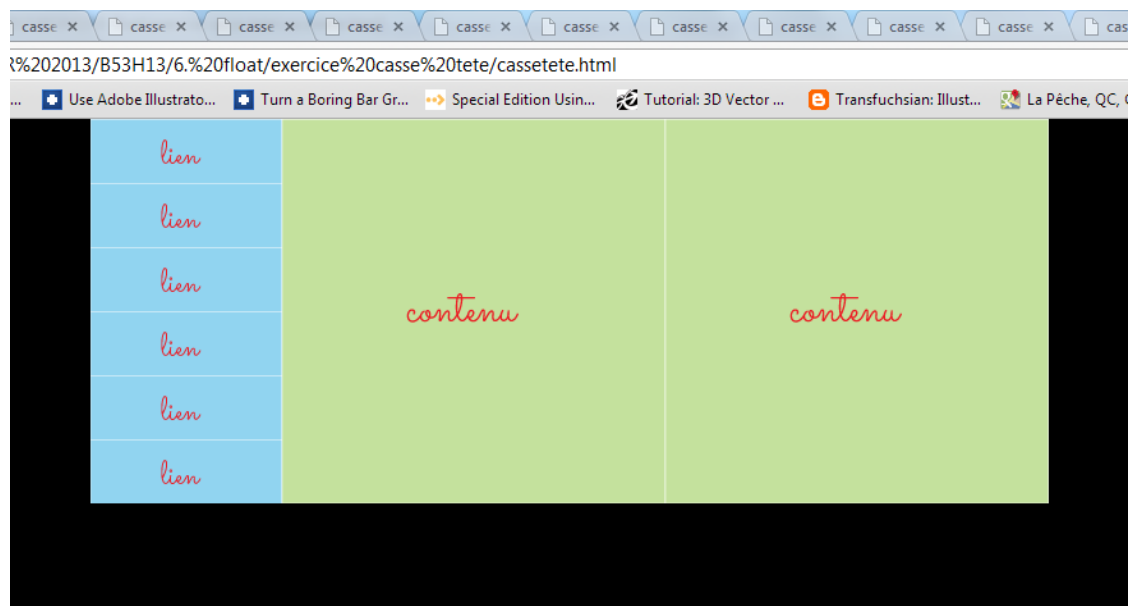 casse casse casse casse casse casse casse casse casse casse cas
R%202013/B53H13/6.%20float/exercice%20casse%20tete/cassetete.html
... Use Adobe Illustrato... Turn a Boring Bar Gr... Special Edition Usin... Tutorial: 3D Vector ... Transfuchsian: Illust... La Pêche, QC,
lien
lien
lien
contenu contenu
lien
lien
lien